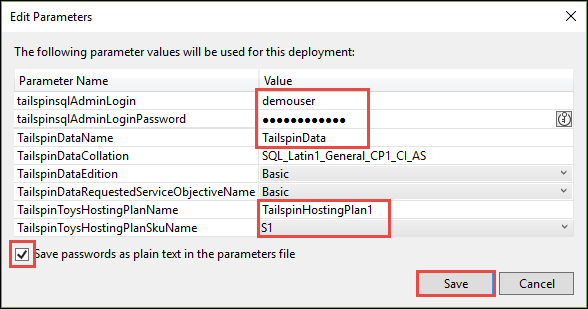 Edit Parameters
The following parameter values will be used for this deployment:
Parameter Name Value
tailspinsqlAdminLogin demouser
tailspinsqlAdminLoginPassword ●●●●●●●●●●●●
TailspinDataName TailspinData
TailspinDataCollation SQL_Latin1_General_CP1_CI_AS
TailspinDataEdition Basic
TailspinDataRequestedServiceObjectiveName Basic
TailspinToysHostingPlanName TailspinHostingPlan1
TailspinToysHostingPlanSkuName S1
Save passwords as plain text in the parameters file
Save Cancel